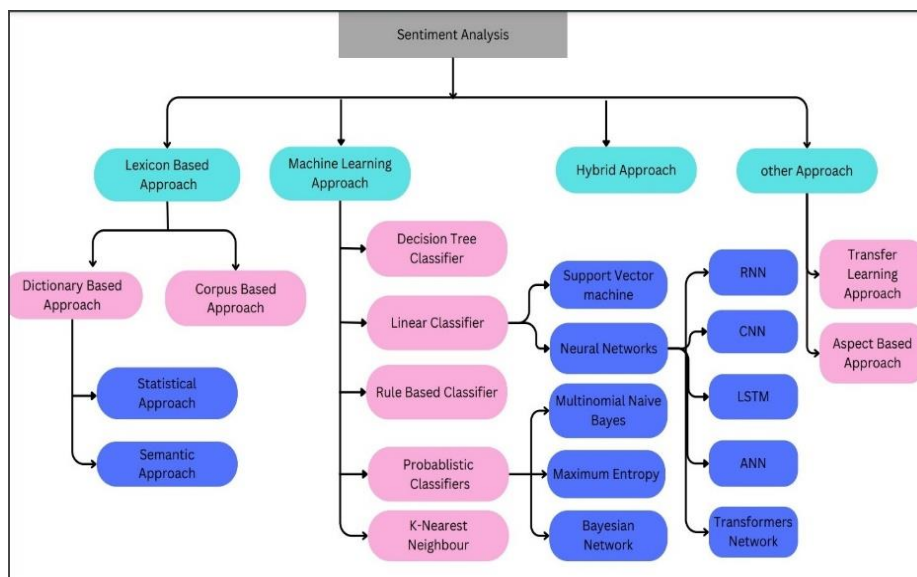 Sentiment Analysis
Lexicon Based
Approach
Machine Learning
Approach
Hybrid Approach
other Approach
Decision Tree
Classifier
Dictionary Based
Approach
Corpus Based
Approach
Linear Classifier
Support Vector
machine
Neural Networks
RNN
CNN
LSTM
ANN
Transformers
Network
Transfer
Learning
Approach
Aspect Based
Approach
Statistical
Approach
Semantic
Approach
Rule Based Classifier
Probablistic
Classifiers
Multinomial Naive
Bayes
Maximum Entropy
Bayesian
Network
K-Nearest
Neighbour